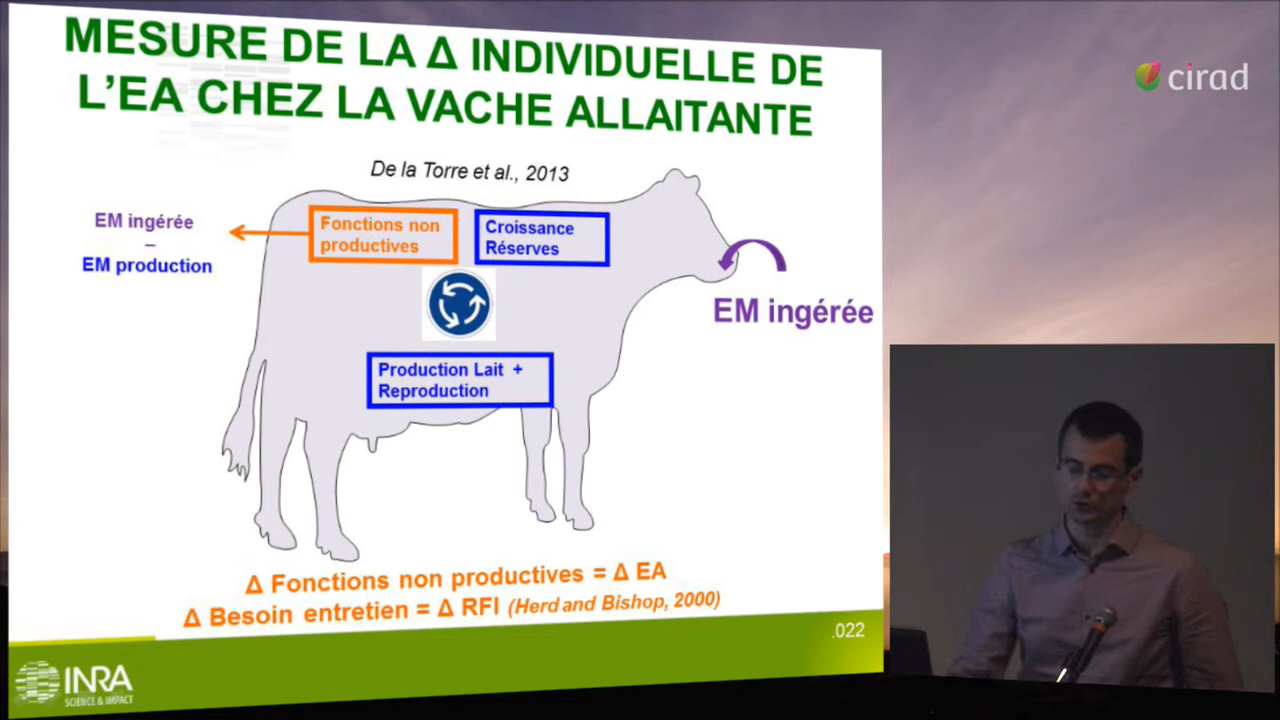 MESURE DE LA Δ INDIVIDUELLE DE
L'EA CHEZ LA VACHE ALLAITANTE
cirad
De la Torre et al., 2013
EM ingérée
–
EM production
Fonctions non
productives
Croissance
Réserves
EM ingérée
Production Lait +
Reproduction
Δ Fonctions non productives = Δ EA
Δ Besoin entretien = Δ RFI (Herd and Bishop, 2000)
.022
INRA
SCIENCE & IMPACT